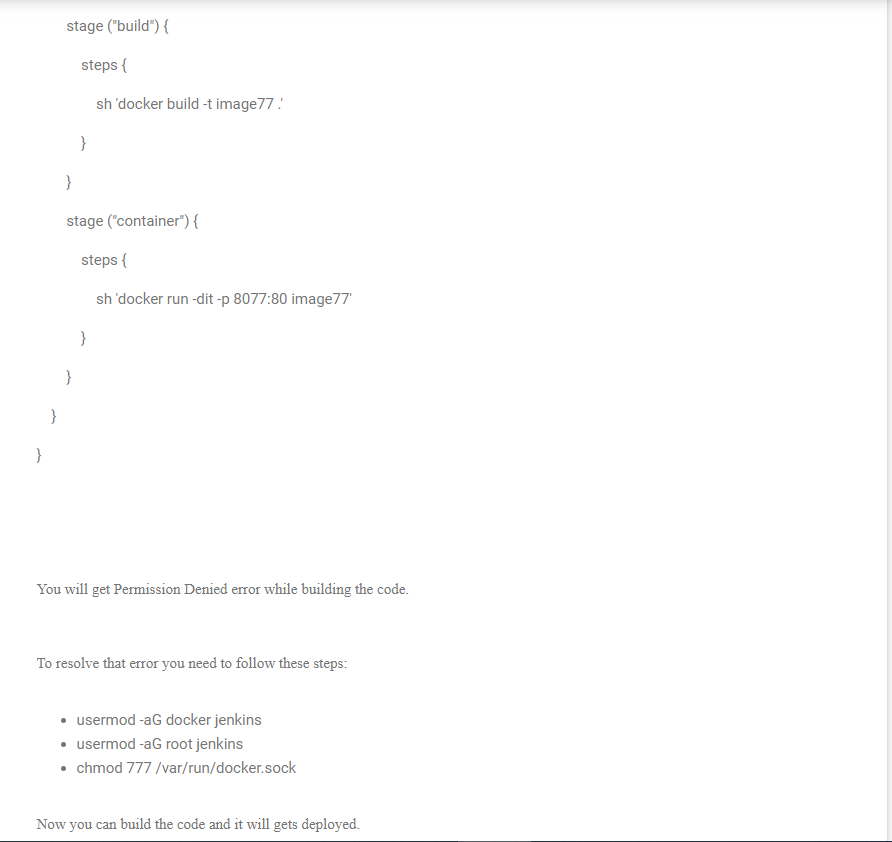 stage ("build") {
steps {
sh 'docker build -t image77 .'
}
}
stage ("container") {
steps {
sh 'docker run -dit -p 8077:80 image77'
}
}
}
}
You will get Permission Denied error while building the code.
To resolve that error you need to follow these steps:
• usermod -aG docker jenkins
• usermod -aG root jenkins
• chmod 777 /var/run/docker.sock
Now you can build the code and it will gets deployed.